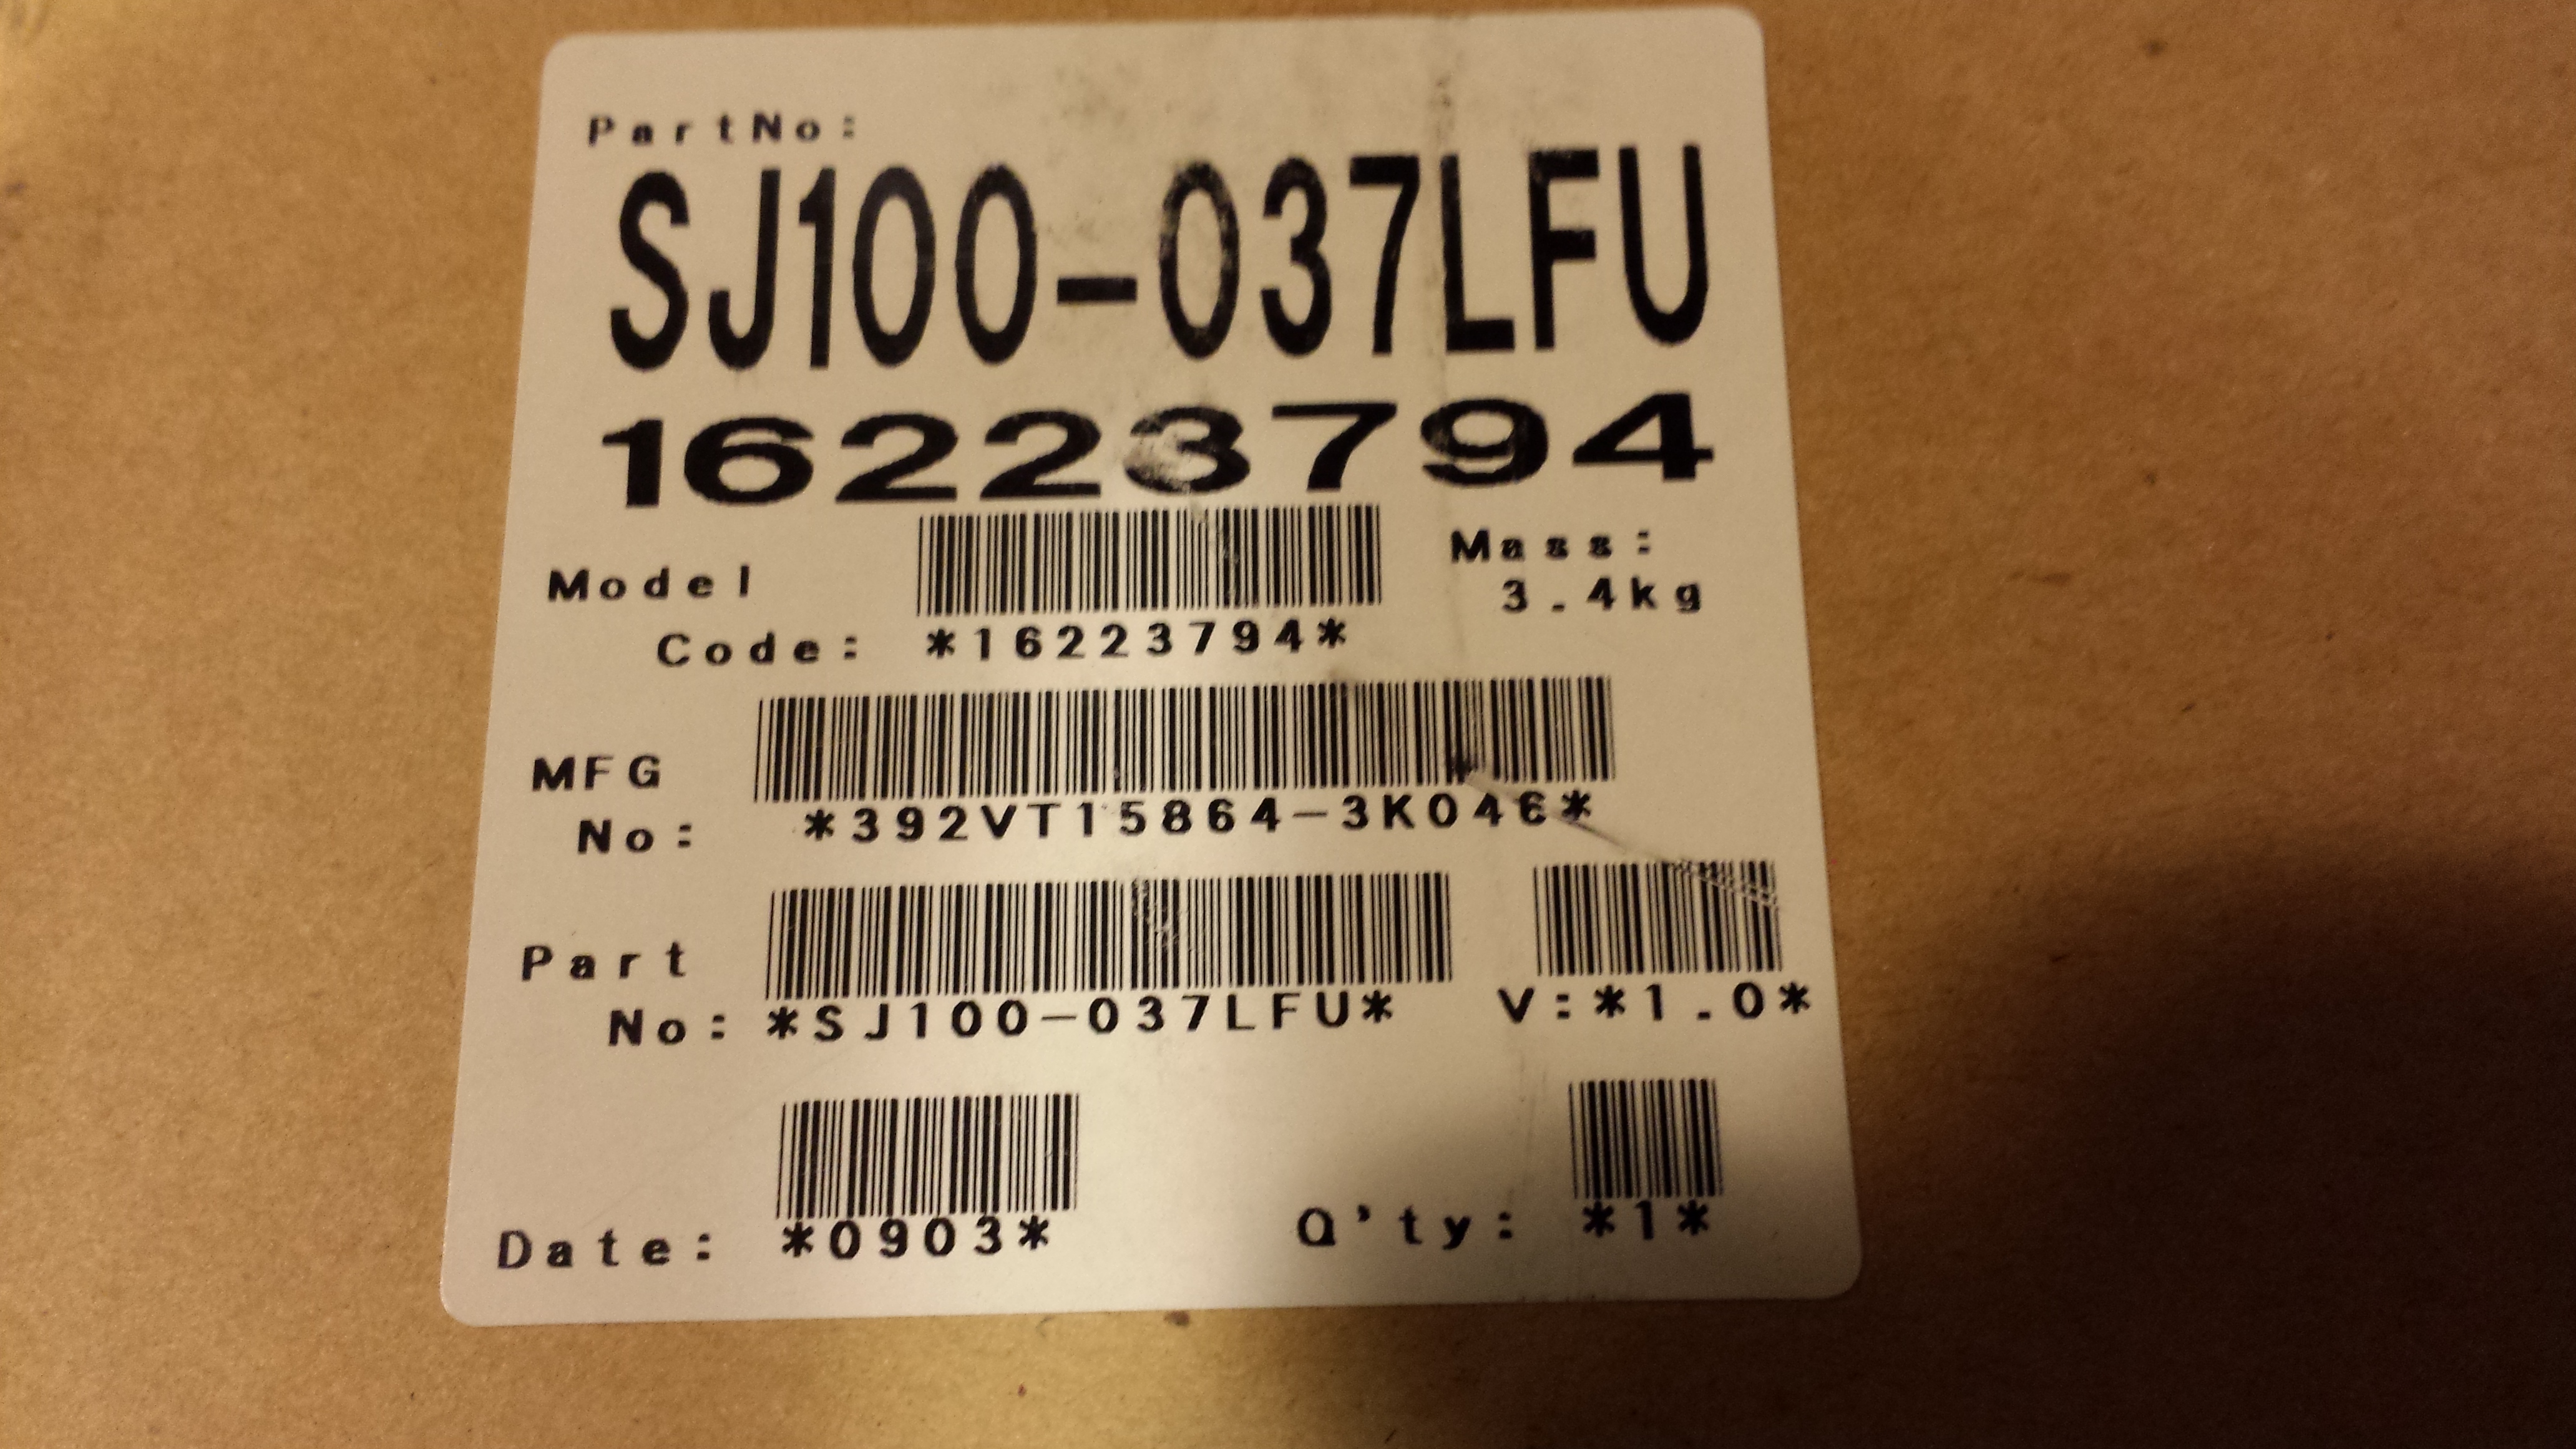 PartNo:
SJ100-037LFU
16223794
Model
Code: *16223794*
Mass:
3.4kg
MFG
No: *392VT15864-3K046*
Part
No: *SJ100-037LFU* V:*1.0*
Date: *0903* Q'ty: *1*